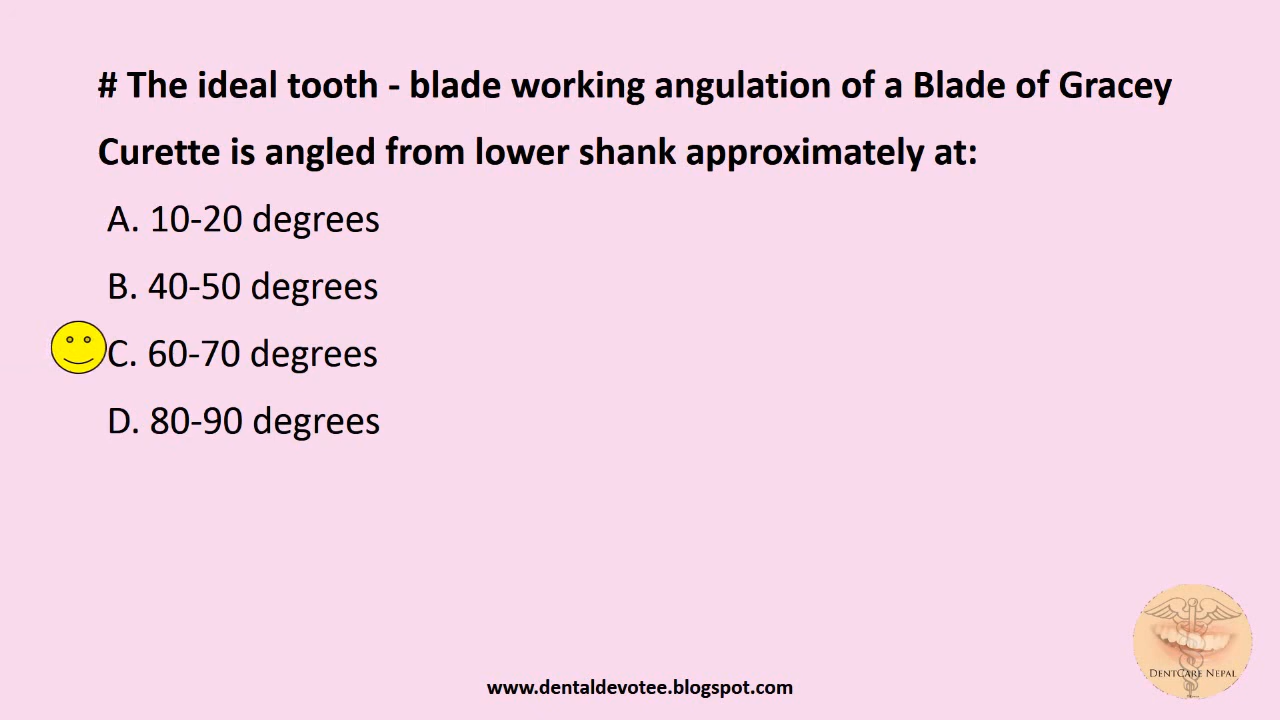 # The ideal tooth - blade working angulation of a Blade of Gracey
Curette is angled from lower shank approximately at:
A. 10-20 degrees
B. 40-50 degrees
C. 60-70 degrees
D. 80-90 degrees
DENTCARE NEPAL
www.dentaldevotee.blogspot.com